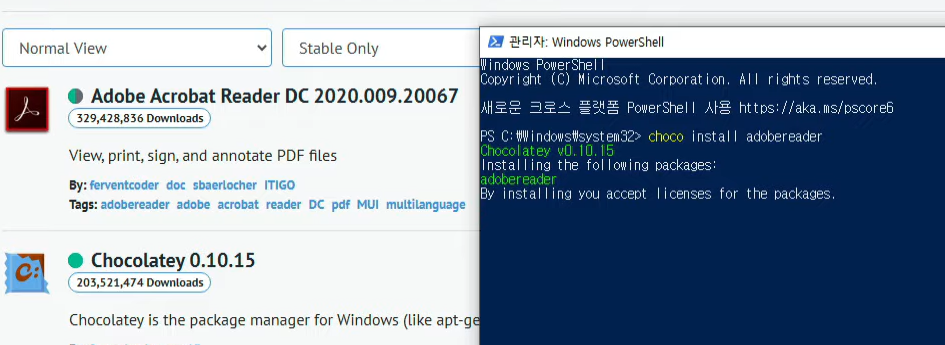 Normal View
Stable Only
Adobe Acrobat Reader DC 2020.009.20067
329,428,836 Downloads
View, print, sign, and annotate PDF files
By: ferventcoder doc sbaerlocher ITIGO
Tags: adobereader adobe acrobat reader DC pdf MUI multilanguage
Chocolatey 0.10.15
203,521,474 Downloads
Chocolatey is the package manager for Windows (like apt-ge
관리자: Windows PowerShell
Windows PowerShell
Copyright (C) Microsoft Corporation. All rights reserved.
새로운 크로스 플랫폼 PowerShell 사용 https://aka.ms/pscore6
PS C:₩Windows₩system32> choco install adobereader
Chocolatey v0.10.15
Installing the following packages:
adobereader
By installing you accept licenses for the packages.